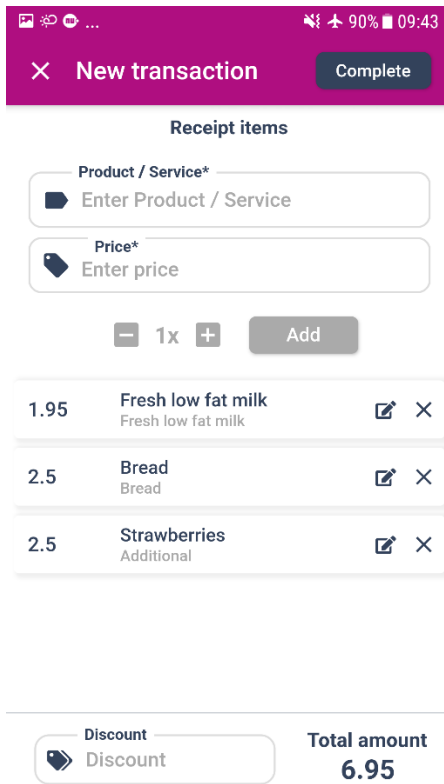 ... 90% 09:43
New transaction Complete
Receipt items
Product / Service*
Enter Product / Service
Price*
Enter price
1x Add
1.95 Fresh low fat milk
Fresh low fat milk
2.5 Bread
Bread
2.5 Strawberries
Additional
Discount
Discount
Total amount
6.95